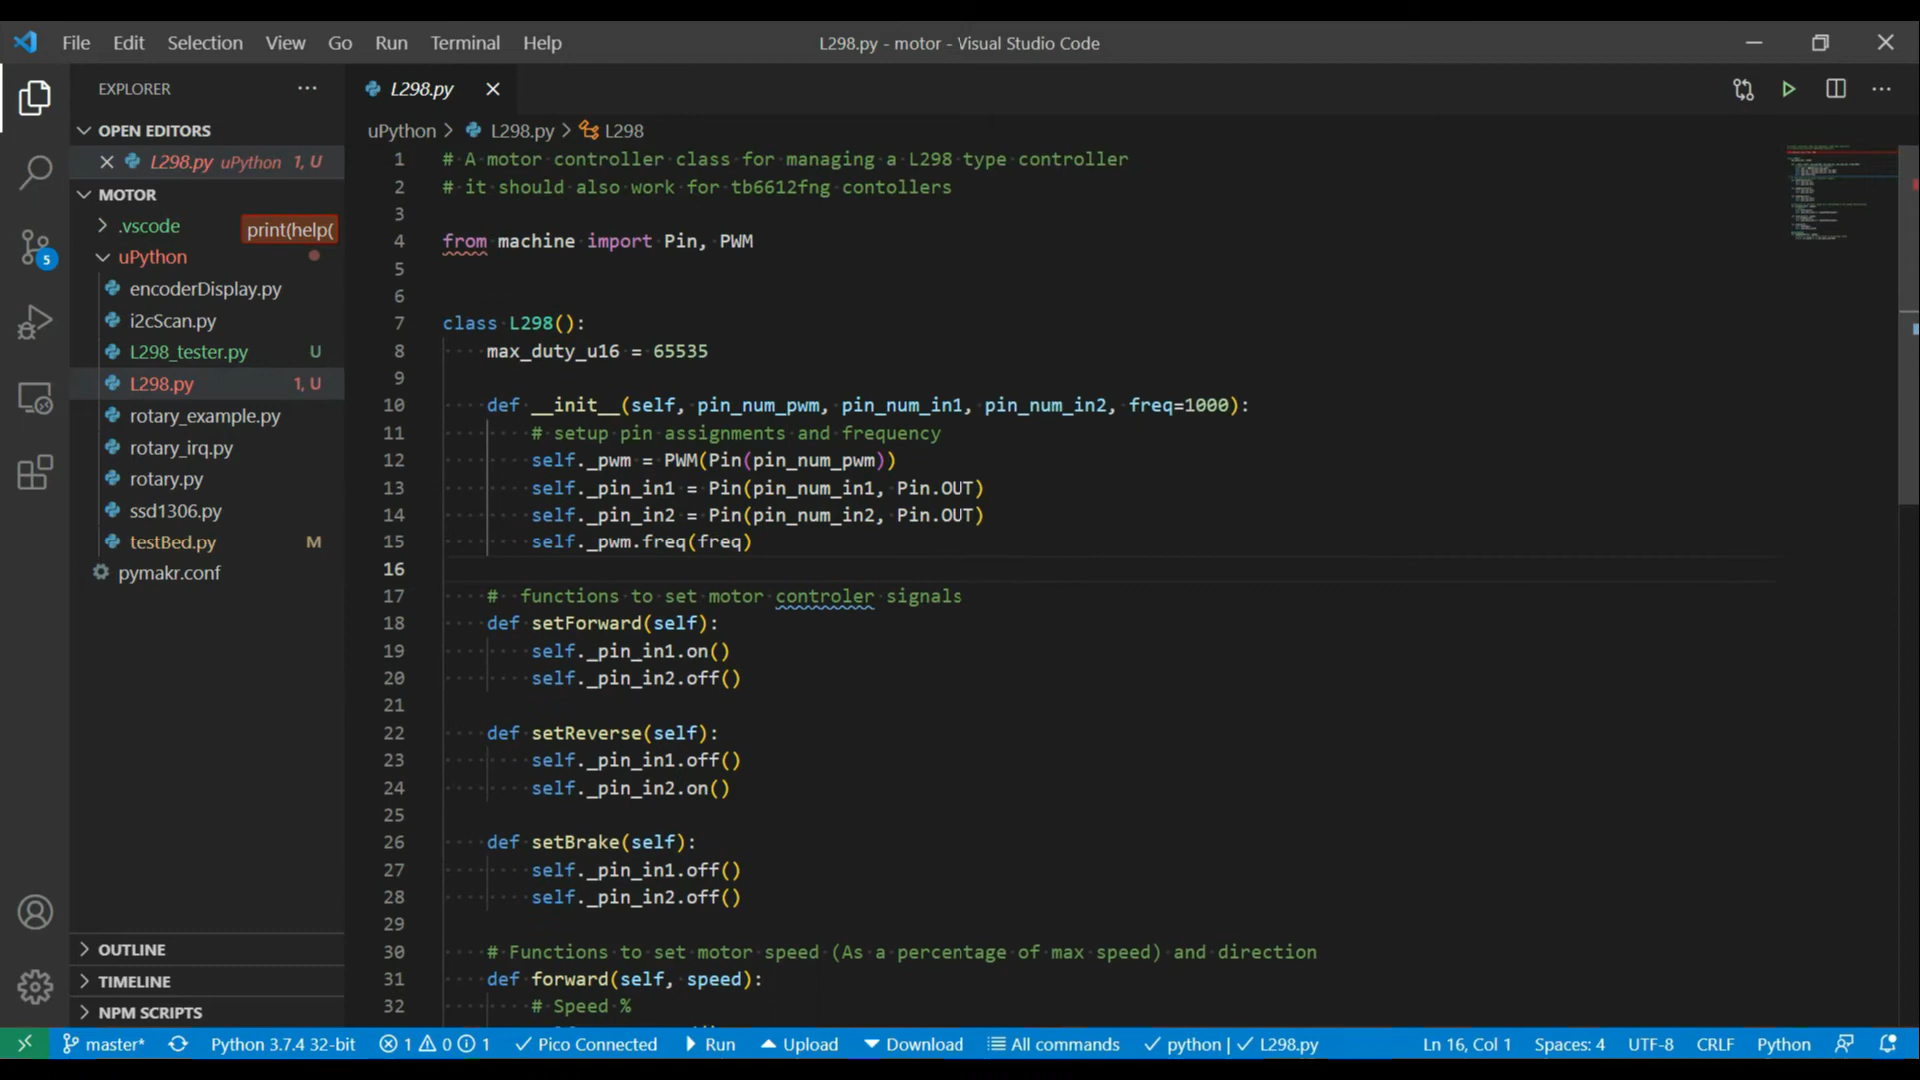 File Edit Selection View Go Run Terminal Help
L298.py - motor - Visual Studio Code
EXPLORER
OPEN EDITORS
L298.py uPython 1, U
MOTOR
.vscode
print(help(
uPython
encoderDisplay.py
i2cScan.py
L298_tester.py U
L298.py 1, U
rotary_example.py
rotary_irq.py
rotary.py
ssd1306.py
testBed.py M
pymakr.conf
OUTLINE
TIMELINE
NPM SCRIPTS
5
L298.py
uPython > L298.py > L298
1 # A motor controller class for managing a L298 type controller
2 # it should also work for tb6612fng contollers
3
4 from machine import Pin, PWM
5
6
7 class L298():
8 max_duty_u16 = 65535
9
10 def __init__(self, pin_num_pwm, pin_num_in1, pin_num_in2, freq=1000):
11 # setup pin assignments and frequency
12 self._pwm = PWM(Pin(pin_num_pwm))
13 self._pin_in1 = Pin(pin_num_in1, Pin.OUT)
14 self._pin_in2 = Pin(pin_num_in2, Pin.OUT)
15 self._pwm.freq(freq)
16
17 # functions to set motor controler signals
18 def setForward(self):
19 self._pin_in1.on()
20 self._pin_in2.off()
21
22 def setReverse(self):
23 self._pin_in1.off()
24 self._pin_in2.on()
25
26 def setBrake(self):
27 self._pin_in1.off()
28 self._pin_in2.off()
29
30 # Functions to set motor speed (As a percentage of max speed) and direction
31 def forward(self, speed):
32 # Speed %
master* Python 3.7.4 32-bit 1 0 1 Pico Connected Run Upload Download All commands python | L298.py Ln 16, Col 1 Spaces: 4 UTF-8 CRLF Python